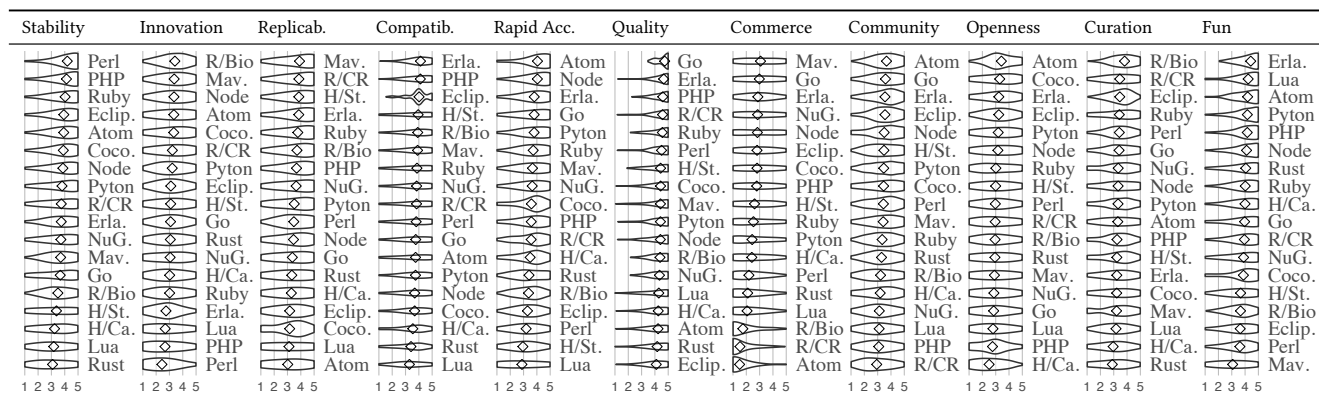 Stability Innovation Replicab. Compatib. Rapid Acc. Quality Commerce Community Openness Curation Fun
Perl R/Bio Mav. Erla. Atom Go Mav. Atom Atom R/Bio Erla.
PHP Mav. R/CR PHP Node Erla. Go Go Coco. R/CR Lua
Ruby Node H/St. Eclip. Erla. PHP Erla. Erla. Erla. Eclip. Atom
Eclip. Atom Erla. H/St. Go R/CR NuG. Eclip. Eclip. Ruby Pyton
Atom Coco. Ruby R/Bio Pyton Ruby Node Node Pyton Perl PHP
Coco. R/CR R/Bio Mav. Ruby Perl Eclip. H/St. Node Go Node
Node Pyton PHP Ruby Mav. H/St. Coco. Pyton Ruby NuG. Rust
Pyton Eclip. NuG. NuG. NuG. Coco. PHP Coco. H/St. Node Ruby
R/CR H/St. Pyton R/CR Coco. Mav. H/St. Perl Perl Pyton H/Ca.
Erla. Go Perl Perl PHP Pyton Ruby Mav. R/CR Atom Go
NuG. Rust Node Go R/CR Node Pyton Ruby R/Bio PHP R/CR
Mav. NuG. Go Atom H/Ca. R/Bio H/Ca. Rust Rust H/St. NuG.
Go H/Ca. Rust Pyton Rust NuG. Perl R/Bio Mav. Erla. Coco.
R/Bio Ruby H/Ca. Node R/Bio Lua Rust H/Ca. NuG. Coco. H/St.
H/St. Erla. Eclip. Coco. Eclip. H/Ca. Lua NuG. Go Mav. R/Bio
H/Ca. Lua Coco. H/Ca. Perl Atom R/Bio Lua Lua Lua Eclip.
Lua PHP Lua Rust H/St. Rust R/CR PHP PHP H/Ca. Perl
Rust Perl Atom Lua Lua Eclip. Atom R/CR H/Ca. Rust Mav.
1 2 3 4 5 1 2 3 4 5 1 2 3 4 5 1 2 3 4 5 1 2 3 4 5 1 2 3 4 5 1 2 3 4 5 1 2 3 4 5 1 2 3 4 5 1 2 3 4 5 1 2 3 4 5